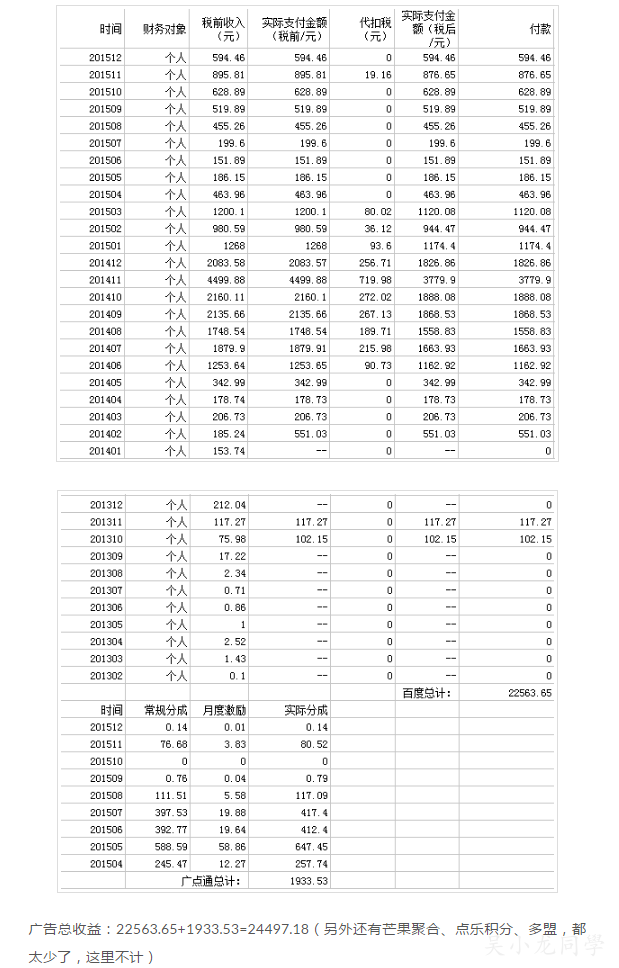 时间 财务对象 税前收入（元） 实际支付金额（税前/元） 代扣税（元） 实际支付金额（税后/元） 付款
201512 个人 594.46 594.46 0 594.46 594.46
201511 个人 895.81 895.81 19.16 876.65 876.65
201510 个人 628.89 628.89 0 628.89 628.89
201509 个人 519.89 519.89 0 519.89 519.89
201508 个人 455.26 455.26 0 455.26 455.26
201507 个人 199.6 199.6 0 199.6 199.6
201506 个人 151.89 151.89 0 151.89 151.89
201505 个人 186.15 186.15 0 186.15 186.15
201504 个人 463.96 463.96 0 463.96 463.96
201503 个人 1200.1 1200.1 80.02 1120.08 1120.08
201502 个人 980.59 980.59 36.12 944.47 944.47
201501 个人 1268 1268 93.6 1174.4 1174.4
201412 个人 2083.58 2083.57 256.71 1826.86 1826.86
201411 个人 4499.88 4499.88 719.98 3779.9 3779.9
201410 个人 2160.11 2160.1 272.02 1888.08 1888.08
201409 个人 2135.66 2135.66 267.13 1868.53 1868.53
201408 个人 1748.54 1748.54 189.71 1558.83 1558.83
201407 个人 1879.9 1879.91 215.98 1663.93 1663.93
201406 个人 1253.64 1253.65 90.73 1162.92 1162.92
201405 个人 342.99 342.99 0 342.99 342.99
201404 个人 178.74 178.73 0 178.73 178.73
201403 个人 206.73 206.73 0 206.73 206.73
201402 个人 185.24 551.03 0 551.03 551.03
201401 个人 153.74 -- 0 -- 0
201312 个人 212.04 -- 0 -- 0
201311 个人 117.27 117.27 0 117.27 117.27
201310 个人 75.98 102.15 0 102.15 102.15
201309 个人 17.22 -- 0 -- 0
201308 个人 2.34 -- 0 -- 0
201307 个人 0.71 -- 0 -- 0
201306 个人 0.86 -- 0 -- 0
201305 个人 1 -- 0 -- 0
201304 个人 2.52 -- 0 -- 0
201303 个人 1.43 -- 0 -- 0
201302 个人 0.1 -- 0 -- 0
百度总计： 22563.65
时间 常规分成 月度激励 实际分成
201512 0.14 0.01 0.14
201511 76.68 3.83 80.52
201510 0 0 0
201509 0.76 0.04 0.79
201508 111.51 5.58 117.09
201507 397.53 19.88 417.4
201506 392.77 19.64 412.4
201505 588.59 58.86 647.45
201504 245.47 12.27 257.74
广点通总计： 1933.53
广告总收益：22563.65+1933.53=24497.18（另外还有芒果聚合、点乐积分、多盟，都
太少了，这里不计）
吴小龙同学